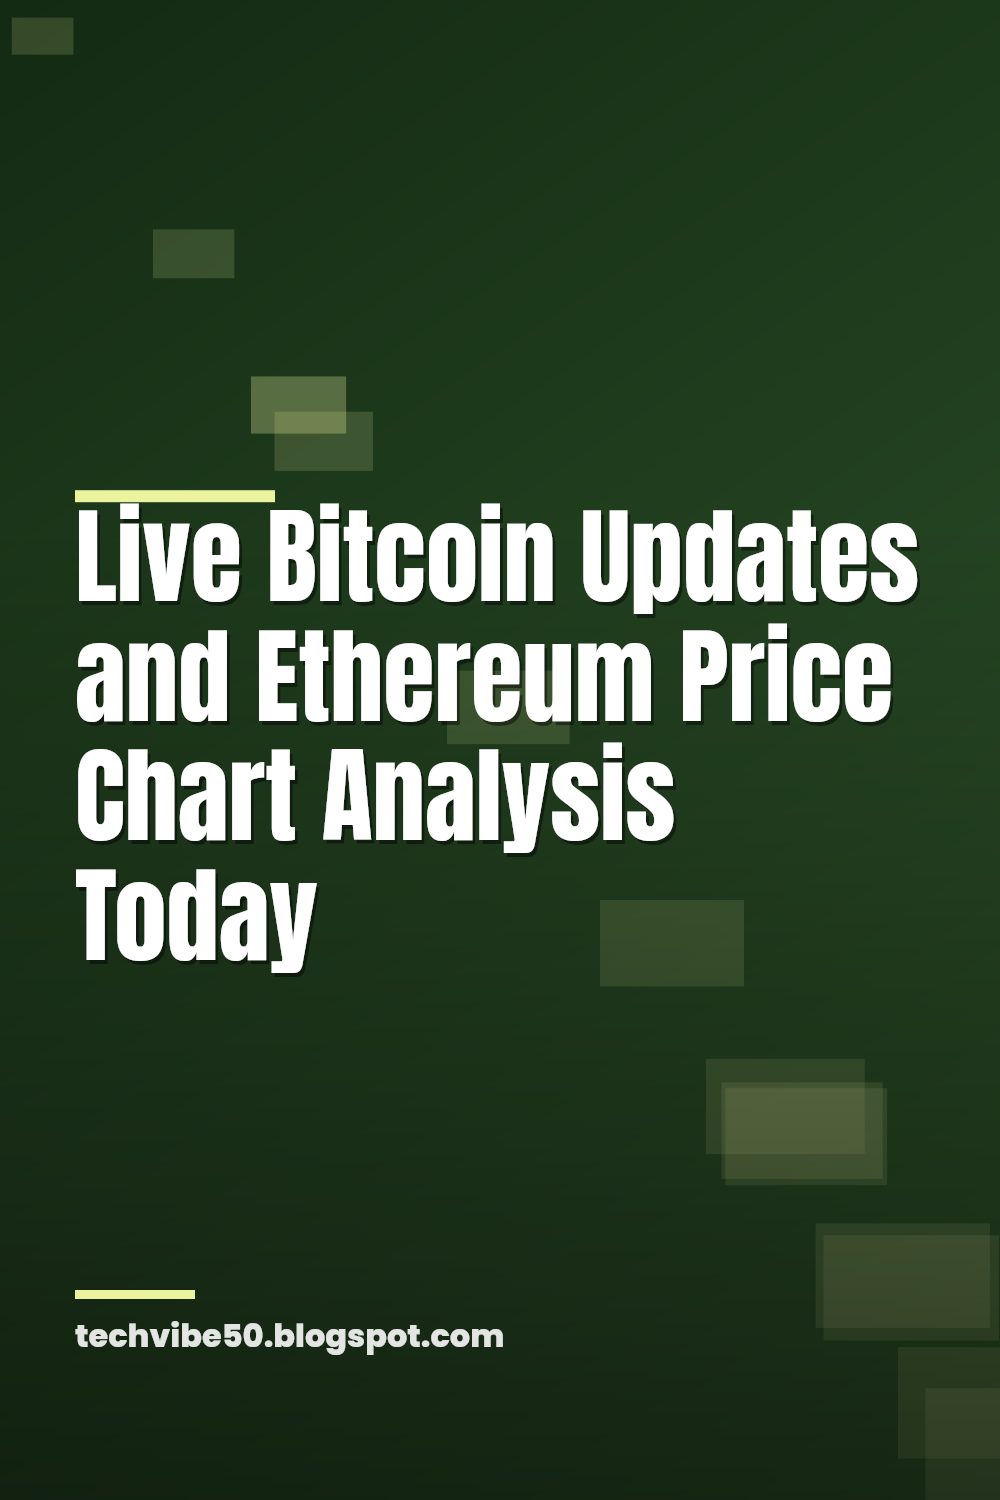 Live Bitcoin Updates
and Ethereum Price
Chart Analysis
Today
techvibe50.blogspot.com